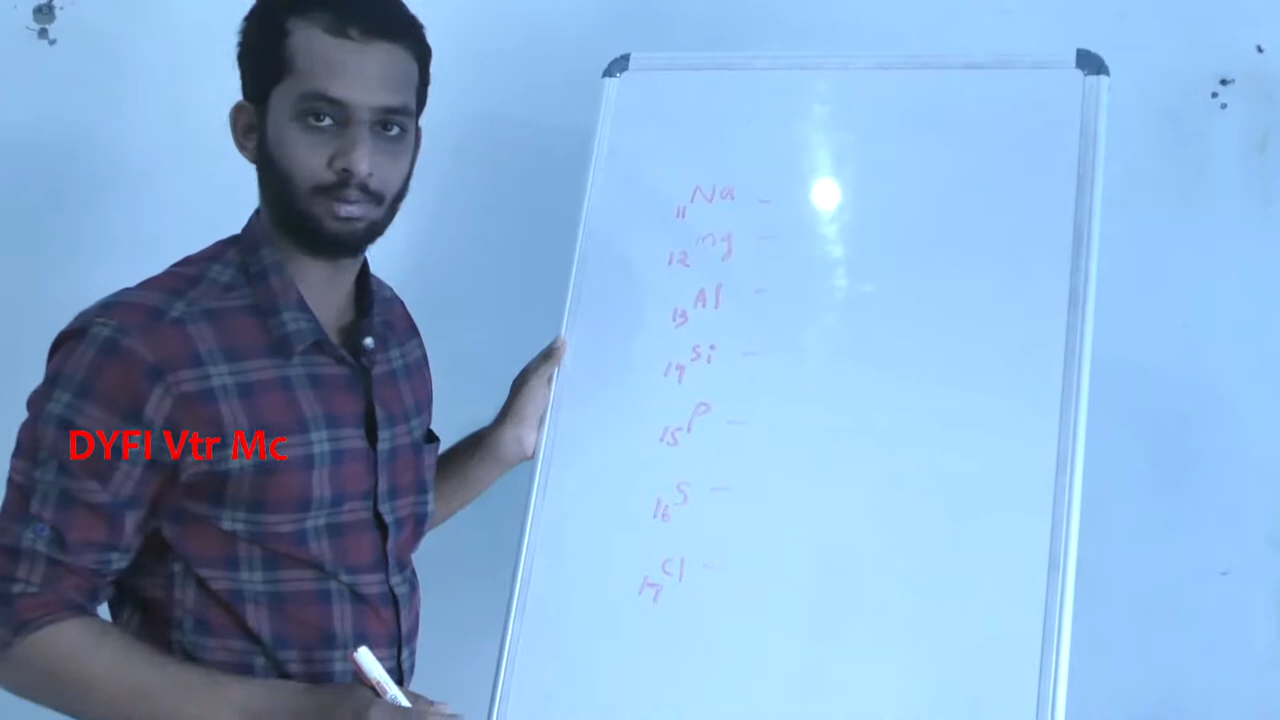 11Na -
12Mg -
13Al -
14Si -
15P -
16S -
17Cl -
DYFI Vtr Mc